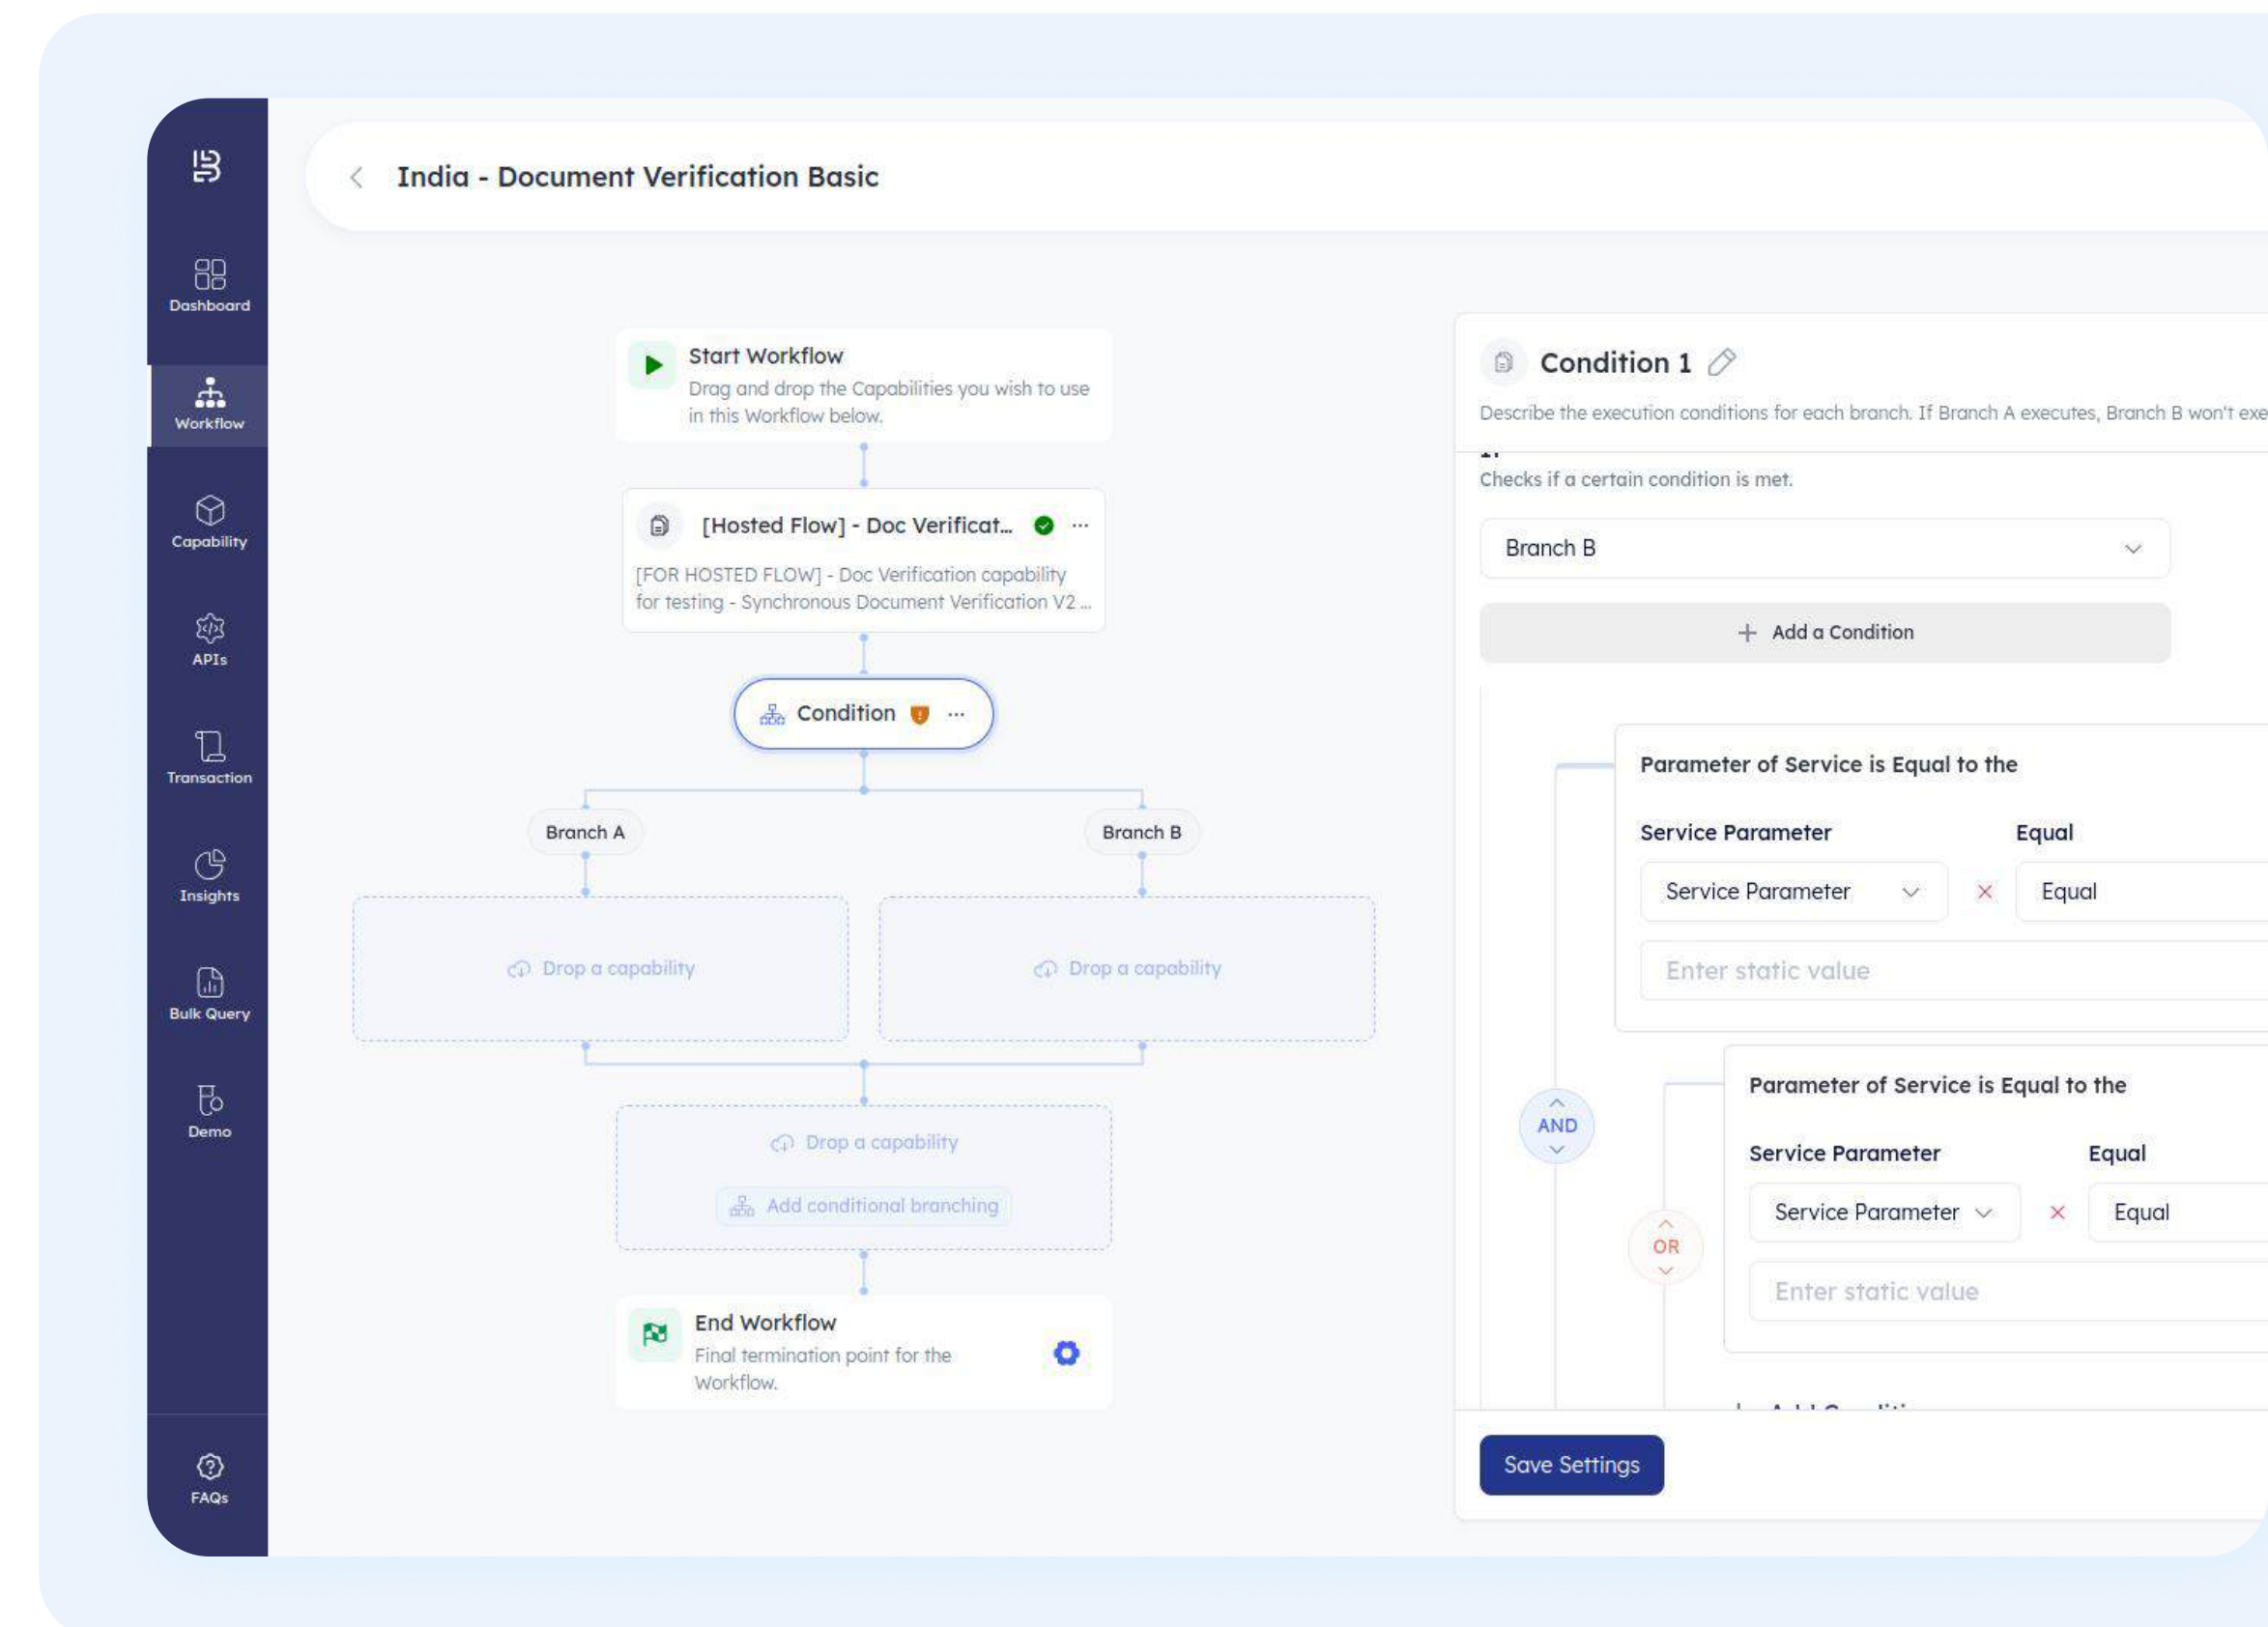 India - Document Verification Basic
Dashboard
Workflow
Capability
APIs
Transaction
Insights
Bulk Query
Demo
FAQs
Start Workflow
Drag and drop the Capabilities you wish to use
in this Workflow below.
[Hosted Flow] - Doc Verificat...
[FOR HOSTED FLOW] - Doc Verification capability
for testing - Synchronous Document Verification V2 ...
Condition
Branch A
Branch B
Drop a capability
Drop a capability
Drop a capability
Add conditional branching
End Workflow
Final termination point for the
Workflow.
Condition 1
Describe the execution conditions for each branch. If Branch A executes, Branch B won't exe
Checks if a certain condition is met.
Branch B
+ Add a Condition
Parameter of Service is Equal to the
Service Parameter Equal
Service Parameter Equal
Enter static value
AND
Parameter of Service is Equal to the
Service Parameter Equal
Service Parameter Equal
OR
Enter static value
Save Settings